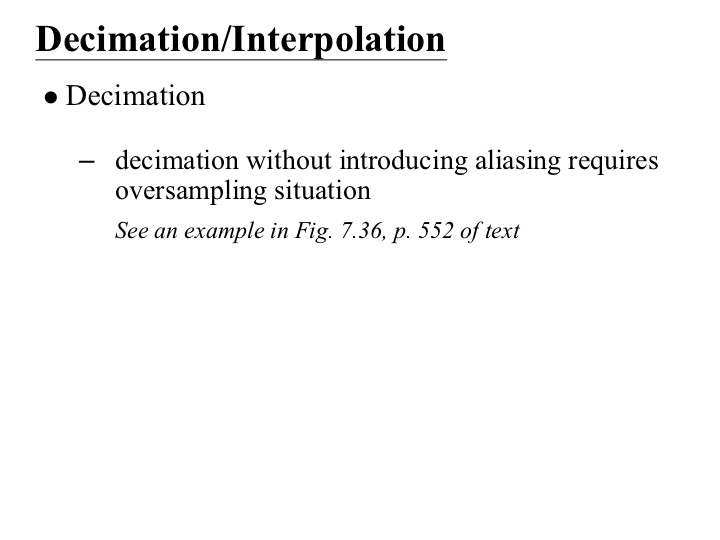 Decimation/Interpolation
● Decimation
– decimation without introducing aliasing requires
oversampling situation
See an example in Fig. 7.36, p. 552 of text